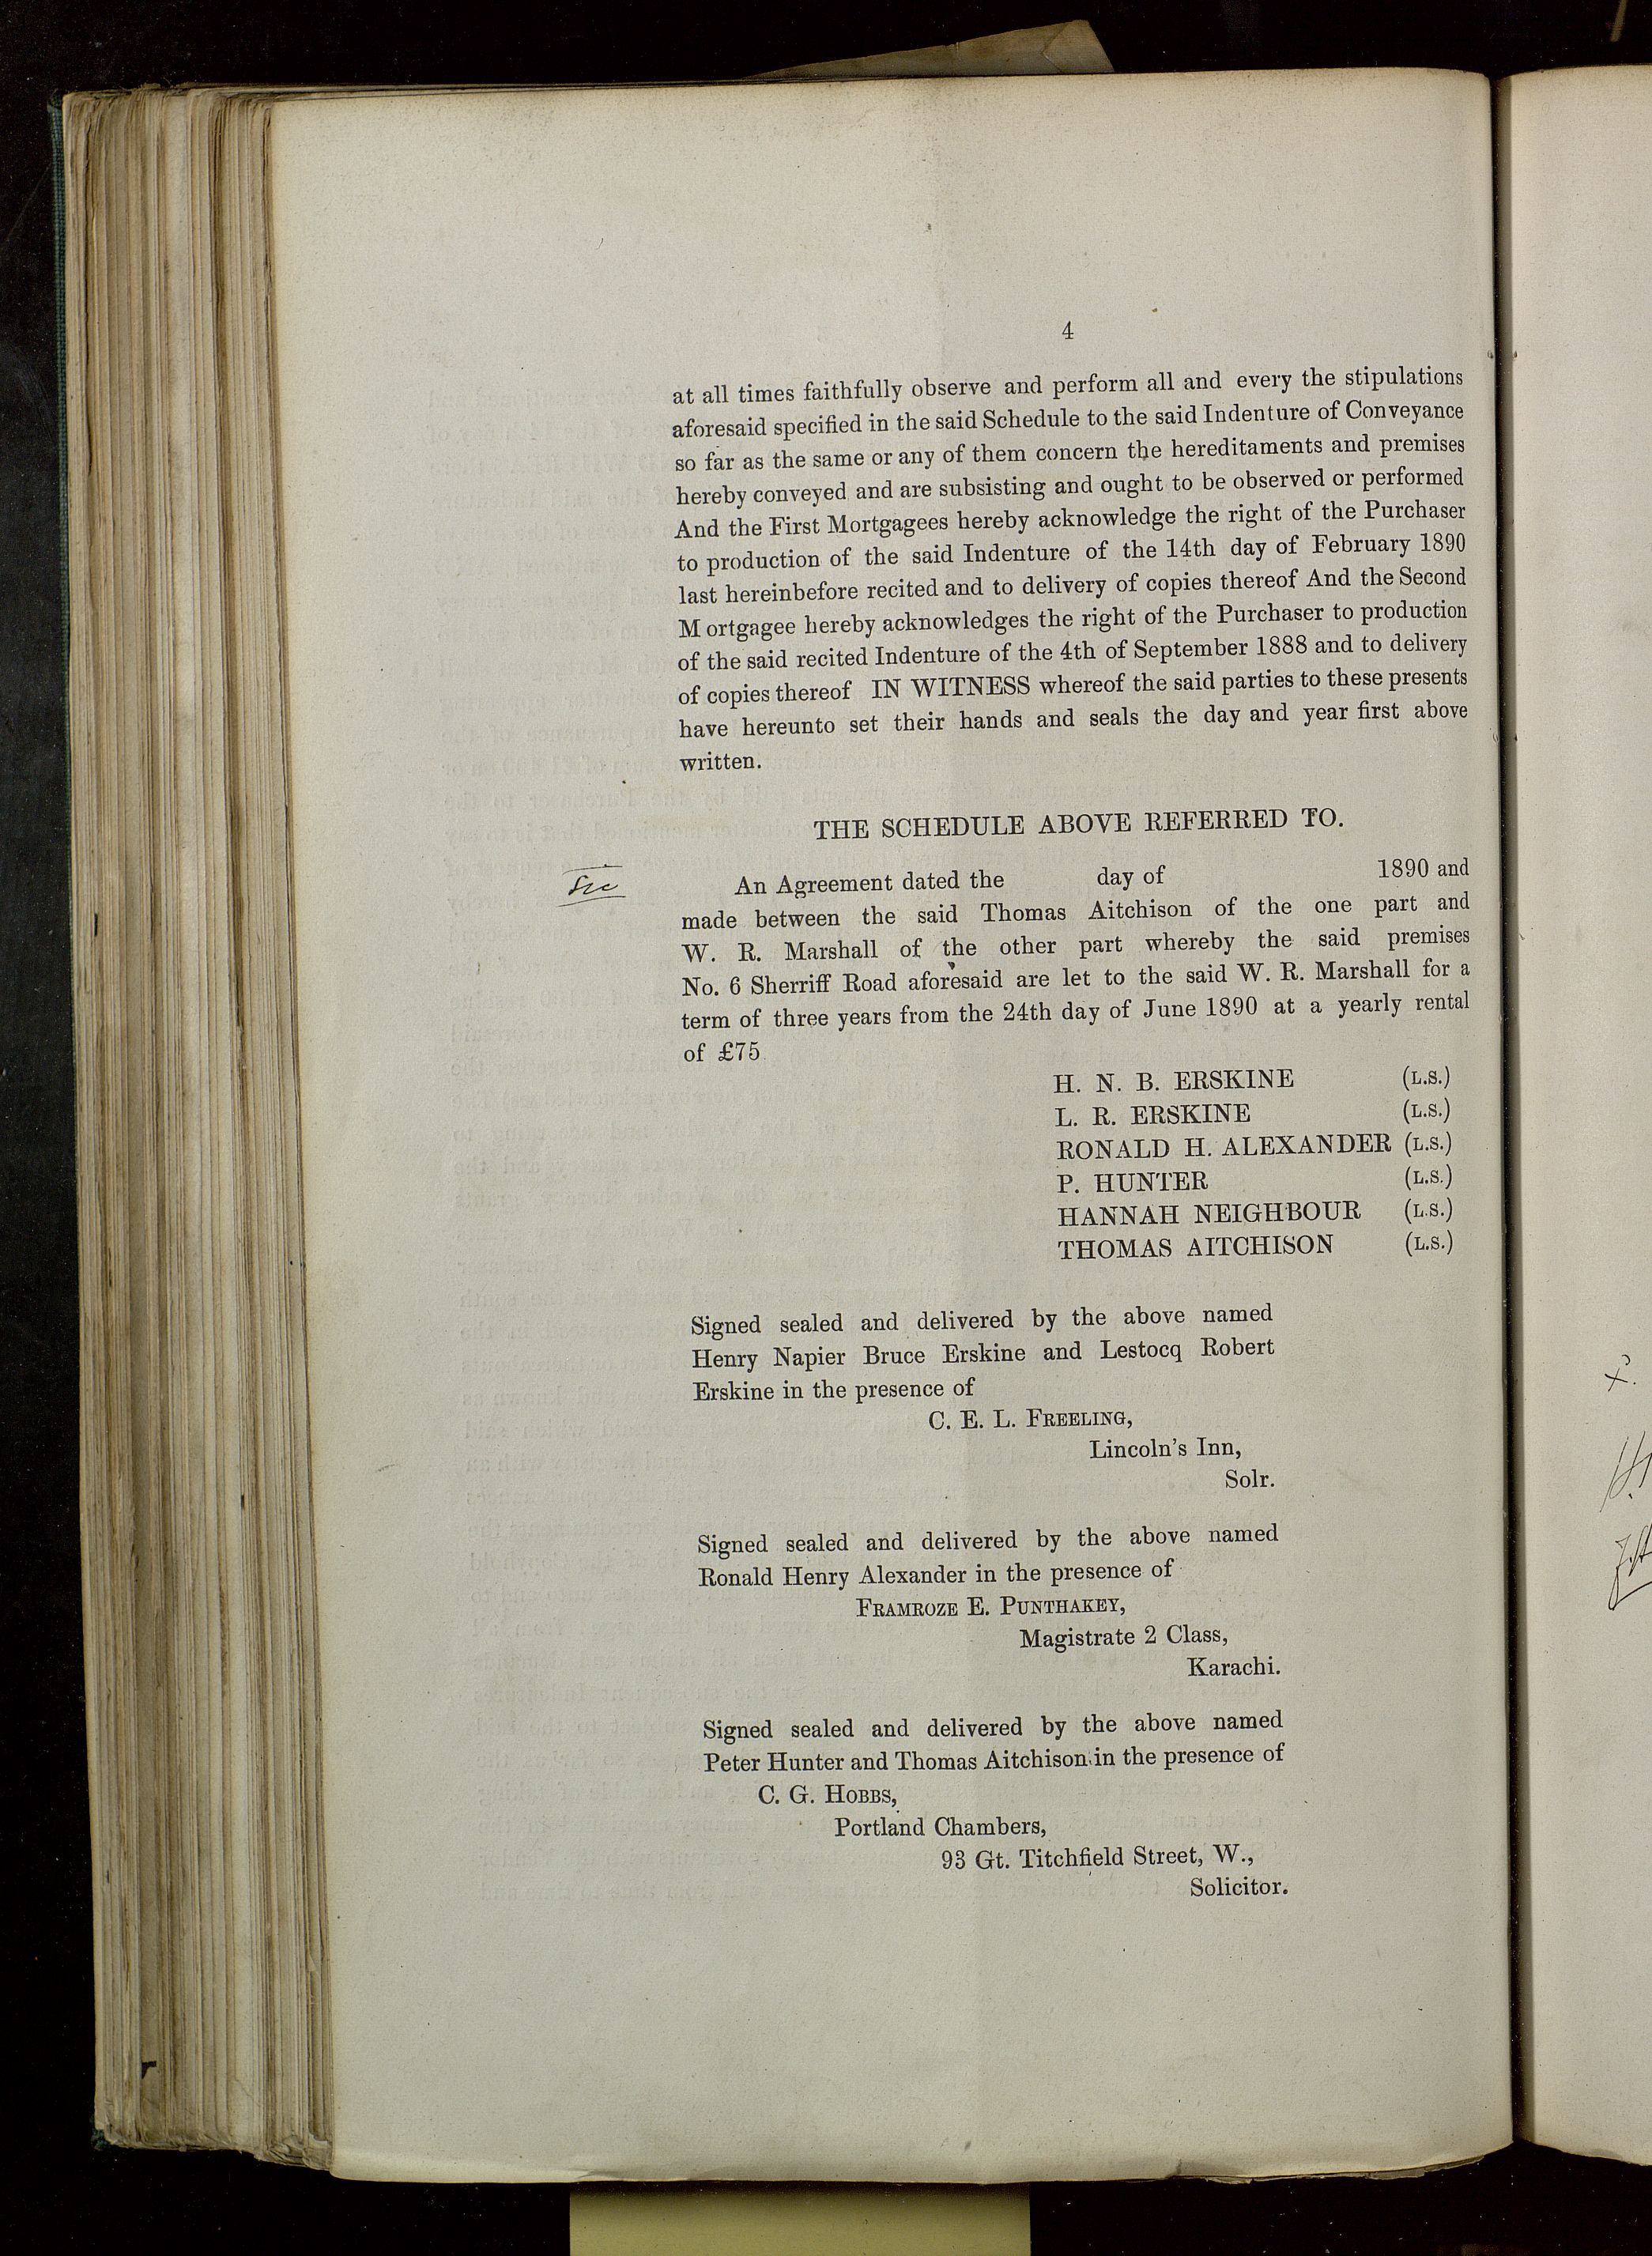 4
at all times faithfully observe and perform all and every the stipulations
aforesaid specified in the said Schedule to the said Indenture of Conveyance
so far as the same or any of them concern the hereditaments and premises
hereby conveyed and are subsisting and ought to be observed or performed
And the First Mortgagees hereby acknowledge the right of the Purchaser
to production of the said Indenture of the 14th day of February 1890
last hereinbefore recited and to delivery of copies thereof And the Second
Mortgagee hereby acknowledges the right of the Purchaser to production
of the said recited Indenture of the 4th of September 1888 and to delivery
of copies thereof IN WITNESS whereof the said parties to these presents
have hereunto set their hands and seals the day and year first above
written.
THE SCHEDULE ABOVE REFERRED TO.
Sic
An Agreement dated the day of 1890 and
made between the said Thomas Aitchison of the one part and
W. R. Marshall of the other part whereby the said premises
No. 6 Sherriff Road aforesaid are let to the said W. R. Marshall for a
term of three years from the 24th day of June 1890 at a yearly rental
of £75
H. N. B. ERSKINE (L.S.)
L. R. ERSKINE (L.S.)
RONALD H. ALEXANDER (L.S.)
P. HUNTER (L.S.)
HANNAH NEIGHBOUR (L.S.)
THOMAS AITCHISON (L.S.)
Signed sealed and delivered by the above named
Henry Napier Bruce Erskine and Lestocq Robert
Erskine in the presence of
C. E. L. FREELING,
Lincoln's Inn,
Solr.
Signed sealed and delivered by the above named
Ronald Henry Alexander in the presence of
FRAMROZE E. PUNTHAKEY,
Magistrate 2 Class,
Karachi.
Signed sealed and delivered by the above named
Peter Hunter and Thomas Aitchison in the presence of
C. G. HOBBS,
Portland Chambers,
93 Gt. Titchfield Street, W.,
Solicitor.